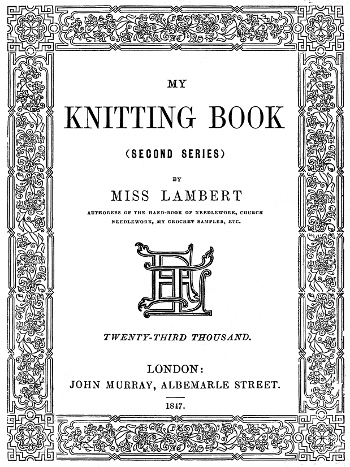 MY
KNITTING BOOK
(SECOND SERIES)
BY
MISS LAMBERT
AUTHORESS OF THE HAND-BOOK OF NEEDLEWORK, CHURCH
NEEDLEWORK, MY CROCHET SAMPLER, ETC.
TWENTY-THIRD THOUSAND.
LONDON:
JOHN MURRAY, ALBEMARLE STREET.
1847.